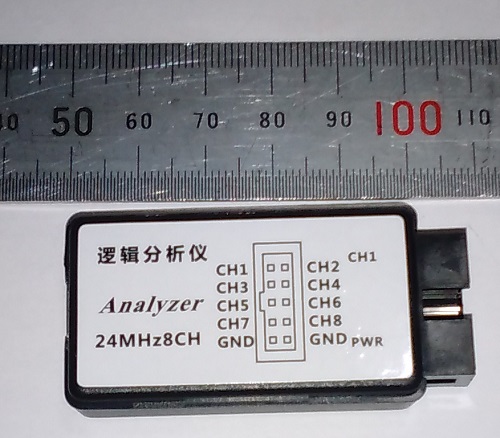 40 50 60 70 80 90 100 110
逻辑分析仪
Analyzer
24MHz8CH
CH1 CH2 CH1
CH3 CH4
CH5 CH6
CH7 CH8
GND GND PWR